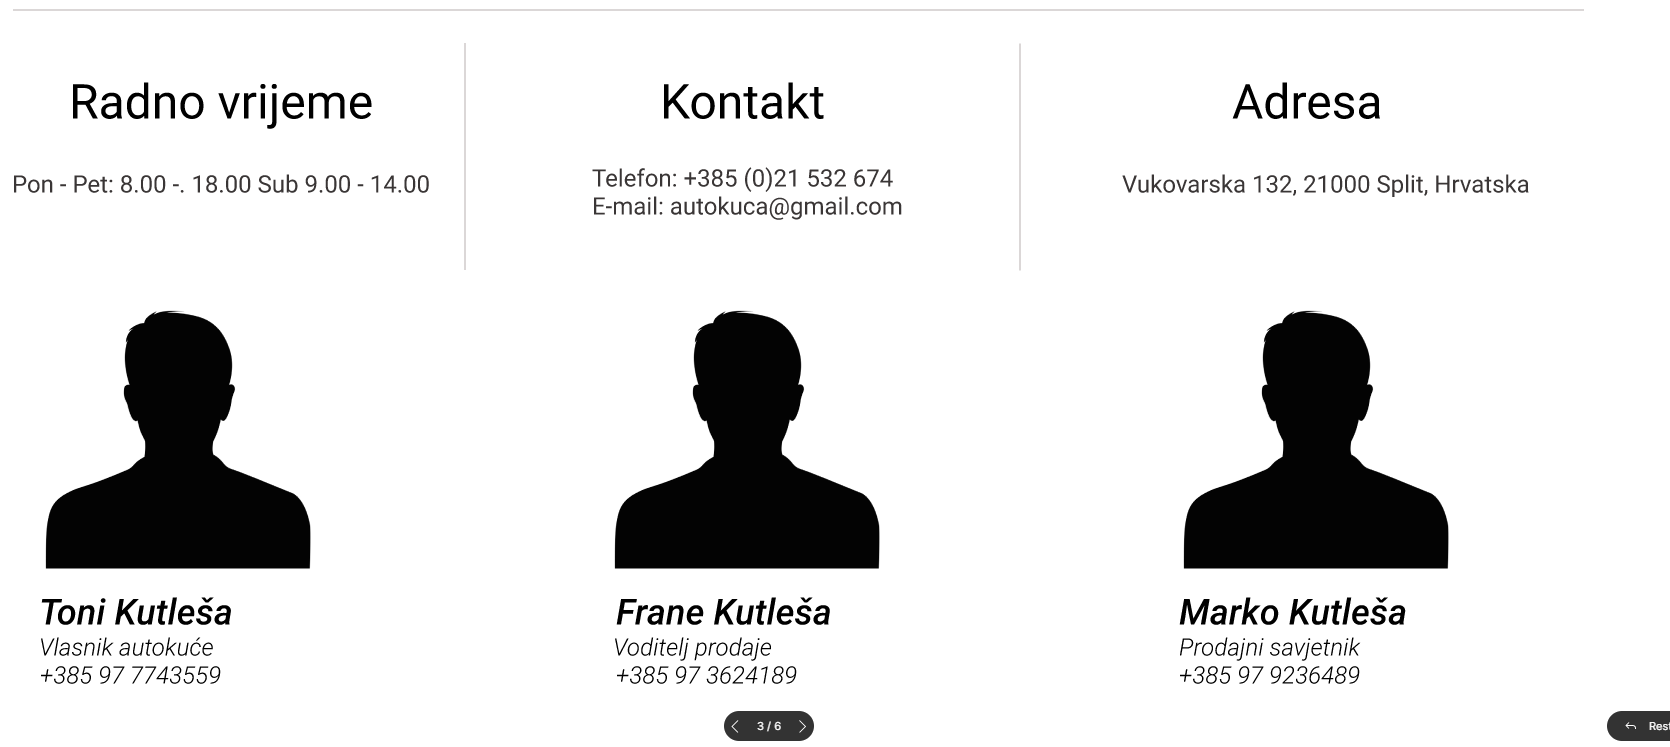 Radno vrijeme
Pon - Pet: 8.00 -. 18.00 Sub 9.00 - 14.00
Kontakt
Telefon: +385 (0)21 532 674
E-mail: autokuca@gmail.com
Adresa
Vukovarska 132, 21000 Split, Hrvatska
Toni Kutleša
Vlasnik autokuće
+385 97 7743559
Frane Kutleša
Voditelj prodaje
+385 97 3624189
Marko Kutleša
Prodajni savjetnik
+385 97 9236489
3 / 6